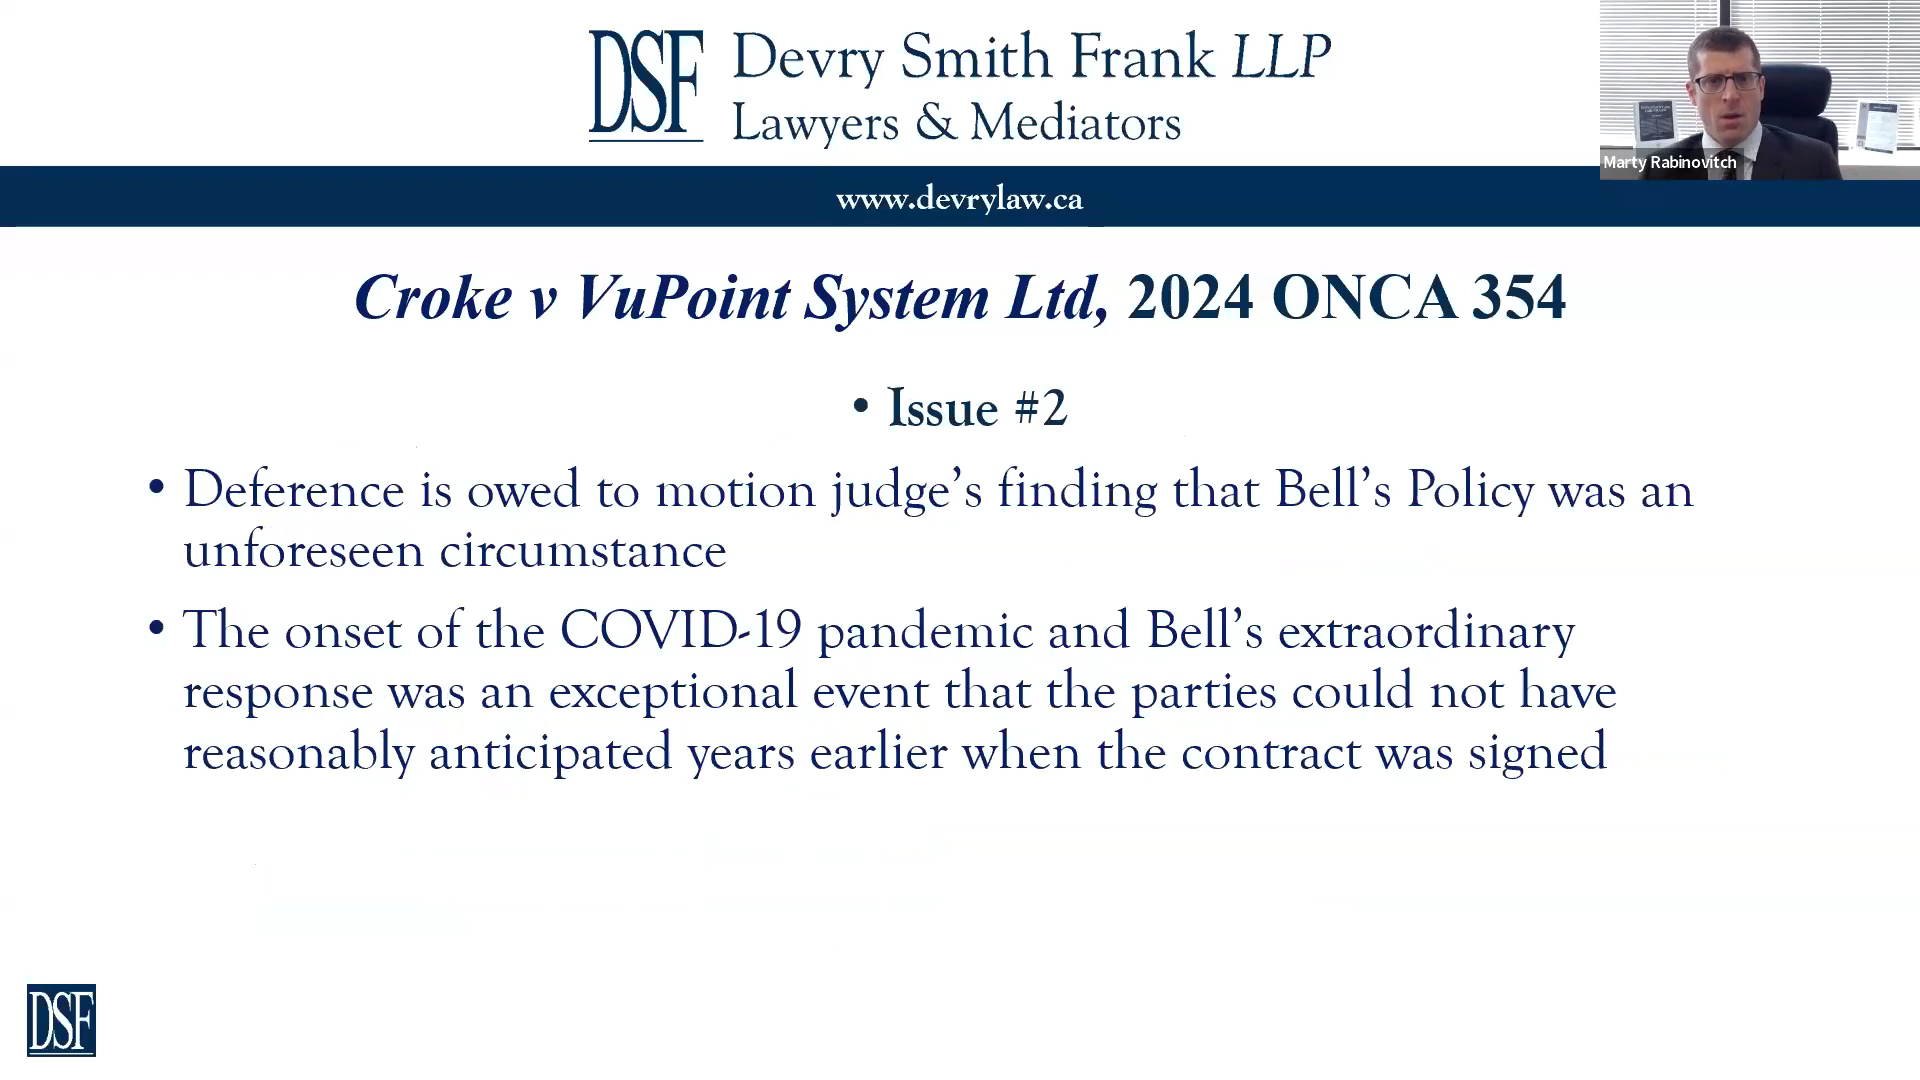 DSF
Devry Smith Frank LLP
Lawyers & Mediators
Marty Rabinovitch
www.devrylaw.ca
Croke v VuPoint System Ltd, 2024 ONCA 354
• Issue #2
• Deference is owed to motion judge’s finding that Bell’s Policy was an
unforeseen circumstance
• The onset of the COVID-19 pandemic and Bell’s extraordinary
response was an exceptional event that the parties could not have
reasonably anticipated years earlier when the contract was signed
DSF